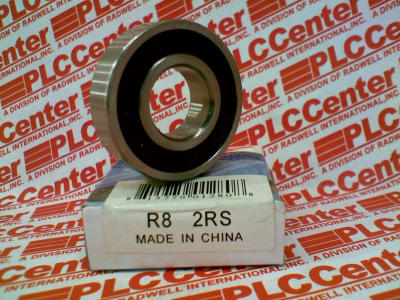 PLCCenter
A DIVISION OF RADWELL INTERNATIONAL, INC.
R8 2RS
MADE IN CHINA